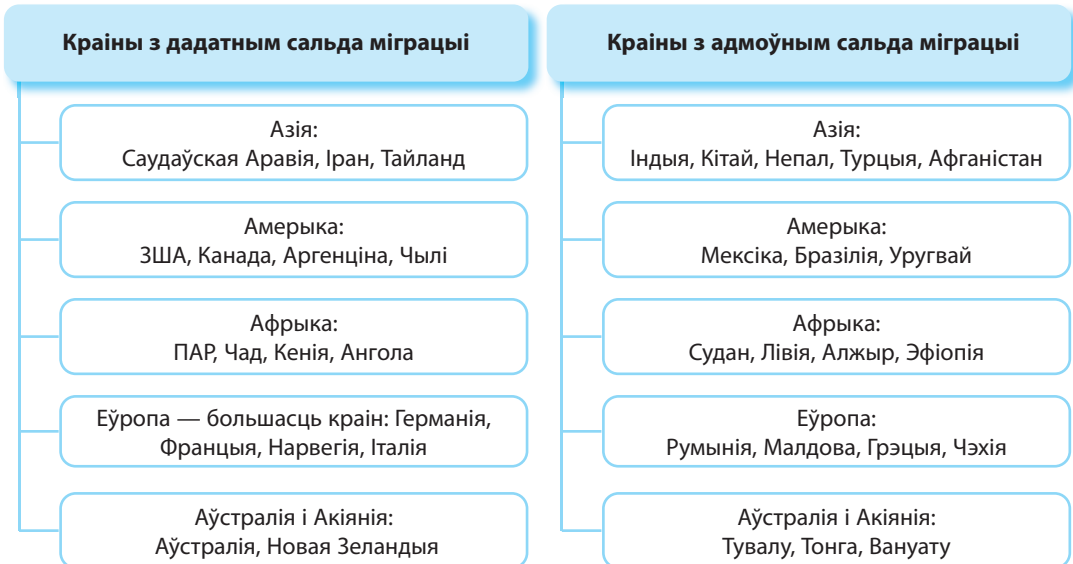 Краіны з дадатным сальда міграцыі
Азія:
Саудаўская Аравія, Іран, Тайланд
Амерыка:
ЗША, Канада, Аргенціна, Чылі
Афрыка:
ПАР, Чад, Кенія, Ангола
Еўропа — большасць краін: Германія,
Францыя, Нарвегія, Італія
Аўстралія і Акіянія:
Аўстралія, Новая Зеландыя
Краіны з адмоўным сальда міграцыі
Азія:
Індыя, Кітай, Непал, Турцыя, Афганістан
Амерыка:
Мексіка, Бразілія, Уругвай
Афрыка:
Судан, Лівія, Алжыр, Эфіопія
Еўропа:
Румынія, Малдова, Грэцыя, Чэхія
Аўстралія і Акіянія:
Тувалу, Тонга, Вануату